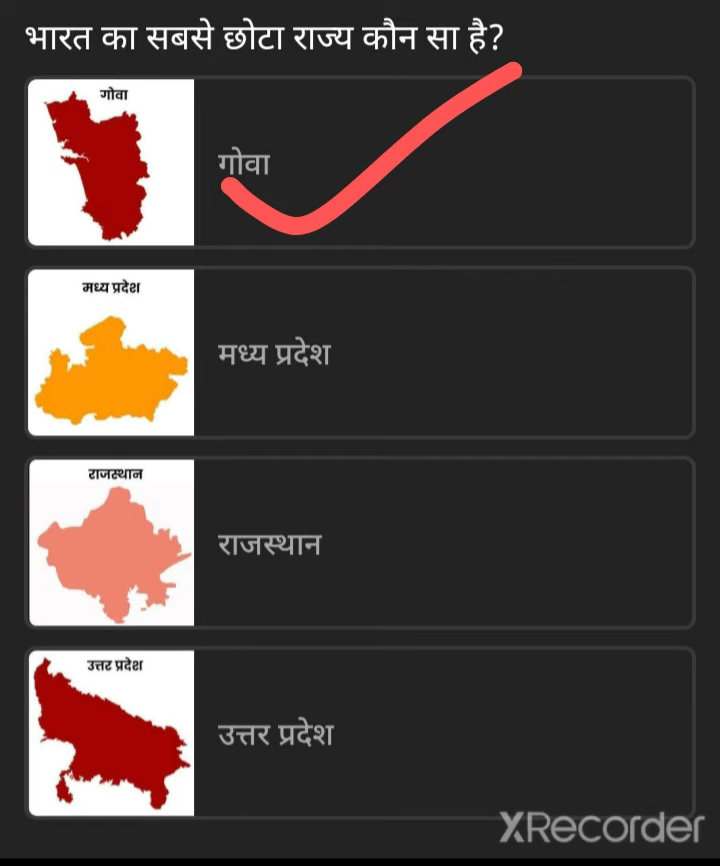 भारत का सबसे छोटा राज्य कौन सा है?
गोवा
गोवा
मध्य प्रदेश
मध्य प्रदेश
राजस्थान
राजस्थान
उत्तर प्रदेश
उत्तर प्रदेश
XRecorder